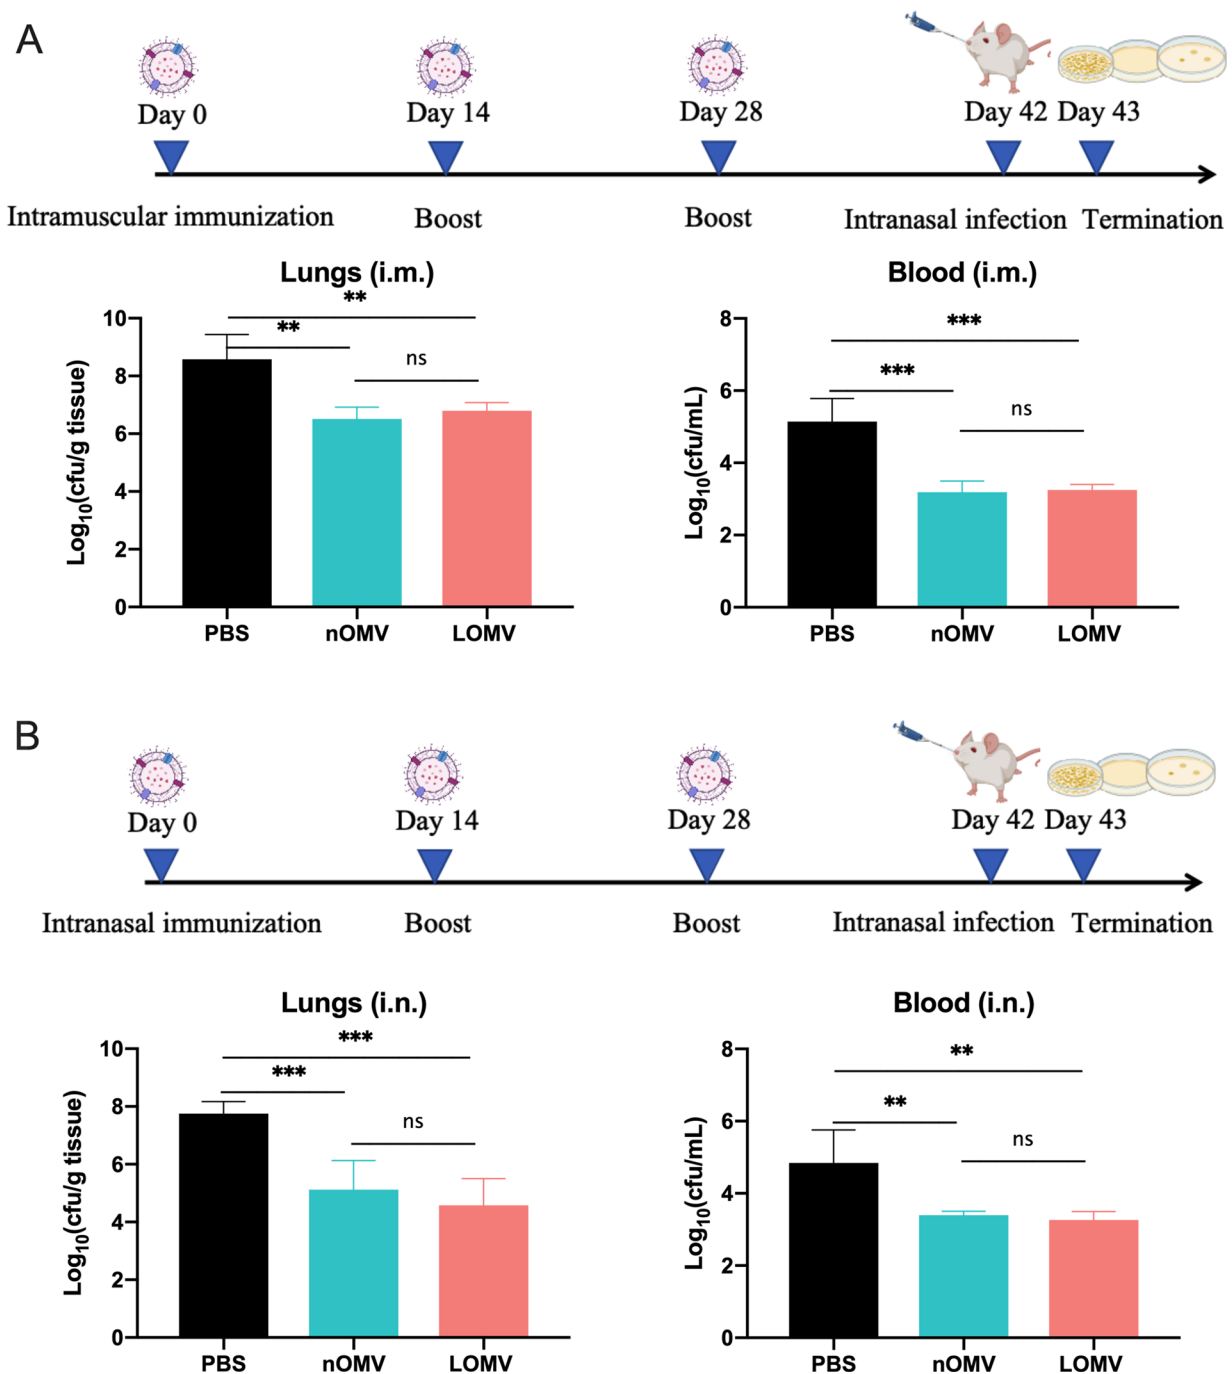 A
Day 0 Day 14 Day 28 Day 42 Day 43
Intramuscular immunization Boost Boost Intranasal infection Termination
Lungs (i.m.)
**
**
ns
Log10(cfu/g tissue)
10
8
6
4
2
0
PBS nOMV LOMV
Blood (i.m.)
***
***
ns
Log10(cfu/mL)
8
6
4
2
0
PBS nOMV LOMV
B
Day 0 Day 14 Day 28 Day 42 Day 43
Intranasal immunization Boost Boost Intranasal infection Termination
Lungs (i.n.)
***
***
ns
Log10(cfu/g tissue)
10
8
6
4
2
0
PBS nOMV LOMV
Blood (i.n.)
**
**
ns
Log10(cfu/mL)
8
6
4
2
0
PBS nOMV LOMV